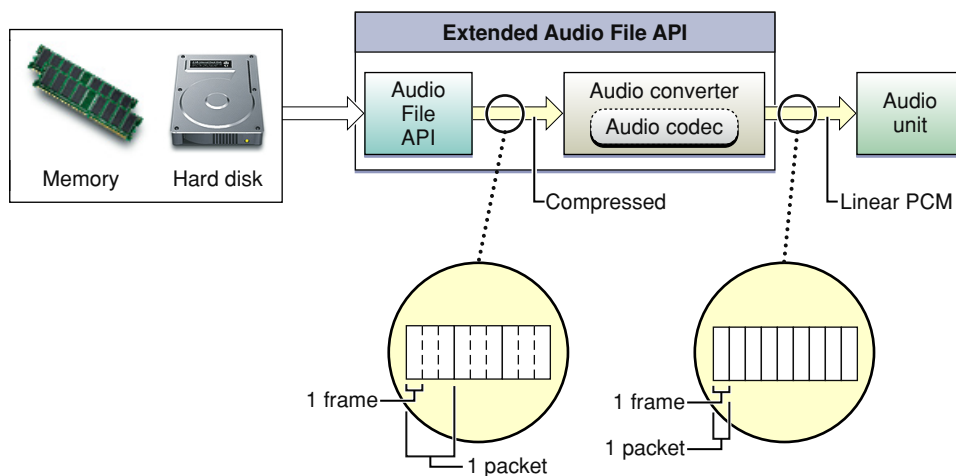 Extended Audio File API
Memory
Hard disk
Audio
File
API
Audio converter
Audio codec
Audio
unit
Compressed
Linear PCM
1 frame
1 packet
1 frame
1 packet